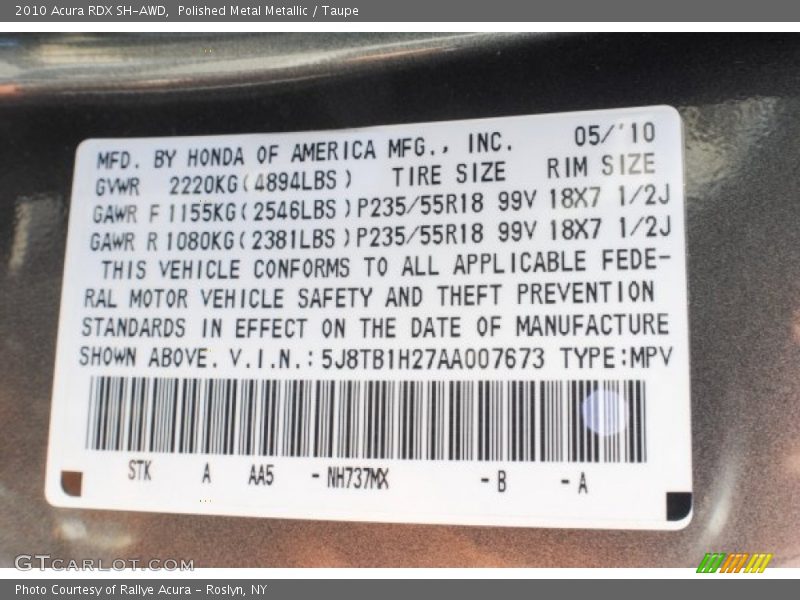 2010 Acura RDX SH-AWD, Polished Metal Metallic / Taupe
MFD. BY HONDA OF AMERICA MFG., INC. 05/'10
GVWR 2220KG(4894LBS) TIRE SIZE RIM SIZE
GAWR F 1155KG(2546LBS)P235/55R18 99V 18X7 1/2J
GAWR R 1080KG(2381LBS)P235/55R18 99V 18X7 1/2J
THIS VEHICLE CONFORMS TO ALL APPLICABLE FEDE-
RAL MOTOR VEHICLE SAFETY AND THEFT PREVENTION
STANDARDS IN EFFECT ON THE DATE OF MANUFACTURE
SHOWN ABOVE. V.I.N.:5J8TB1H27AA007673 TYPE:MPV
STK A AA5 -NH737MX -B -A
GTCARLOT.COM
Photo Courtesy of Rallye Acura - Roslyn, NY